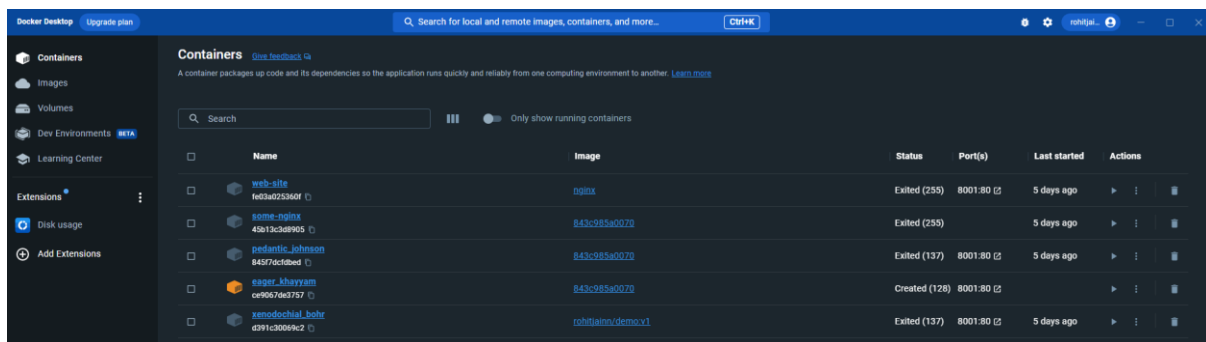 Docker Desktop Upgrade plan Search for local and remote images, containers, and more... Ctrl+K rohitjai...
Containers
Images
Volumes
Dev Environments BETA
Learning Center
Extensions
Disk usage
Add Extensions
Containers Give feedback
A container packages up code and its dependencies so the application runs quickly and reliably from one computing environment to another. Learn more
Search Only show running containers
Name Image Status Port(s) Last started Actions
web-site nginx Exited (255) 8001:80 5 days ago
fe03a025360f
some-nginx 843c985a0070 Exited (255) 5 days ago
45b13c3d8905
pedantic_johnson 843c985a0070 Exited (137) 8001:80 5 days ago
845f7dcfdbed
eager_khayyam 843c985a0070 Created (128) 8001:80
ce9067de3757
xenodochial_bohr rohitjainn/demo:v1 Exited (137) 8001:80 5 days ago
d391c30069c2